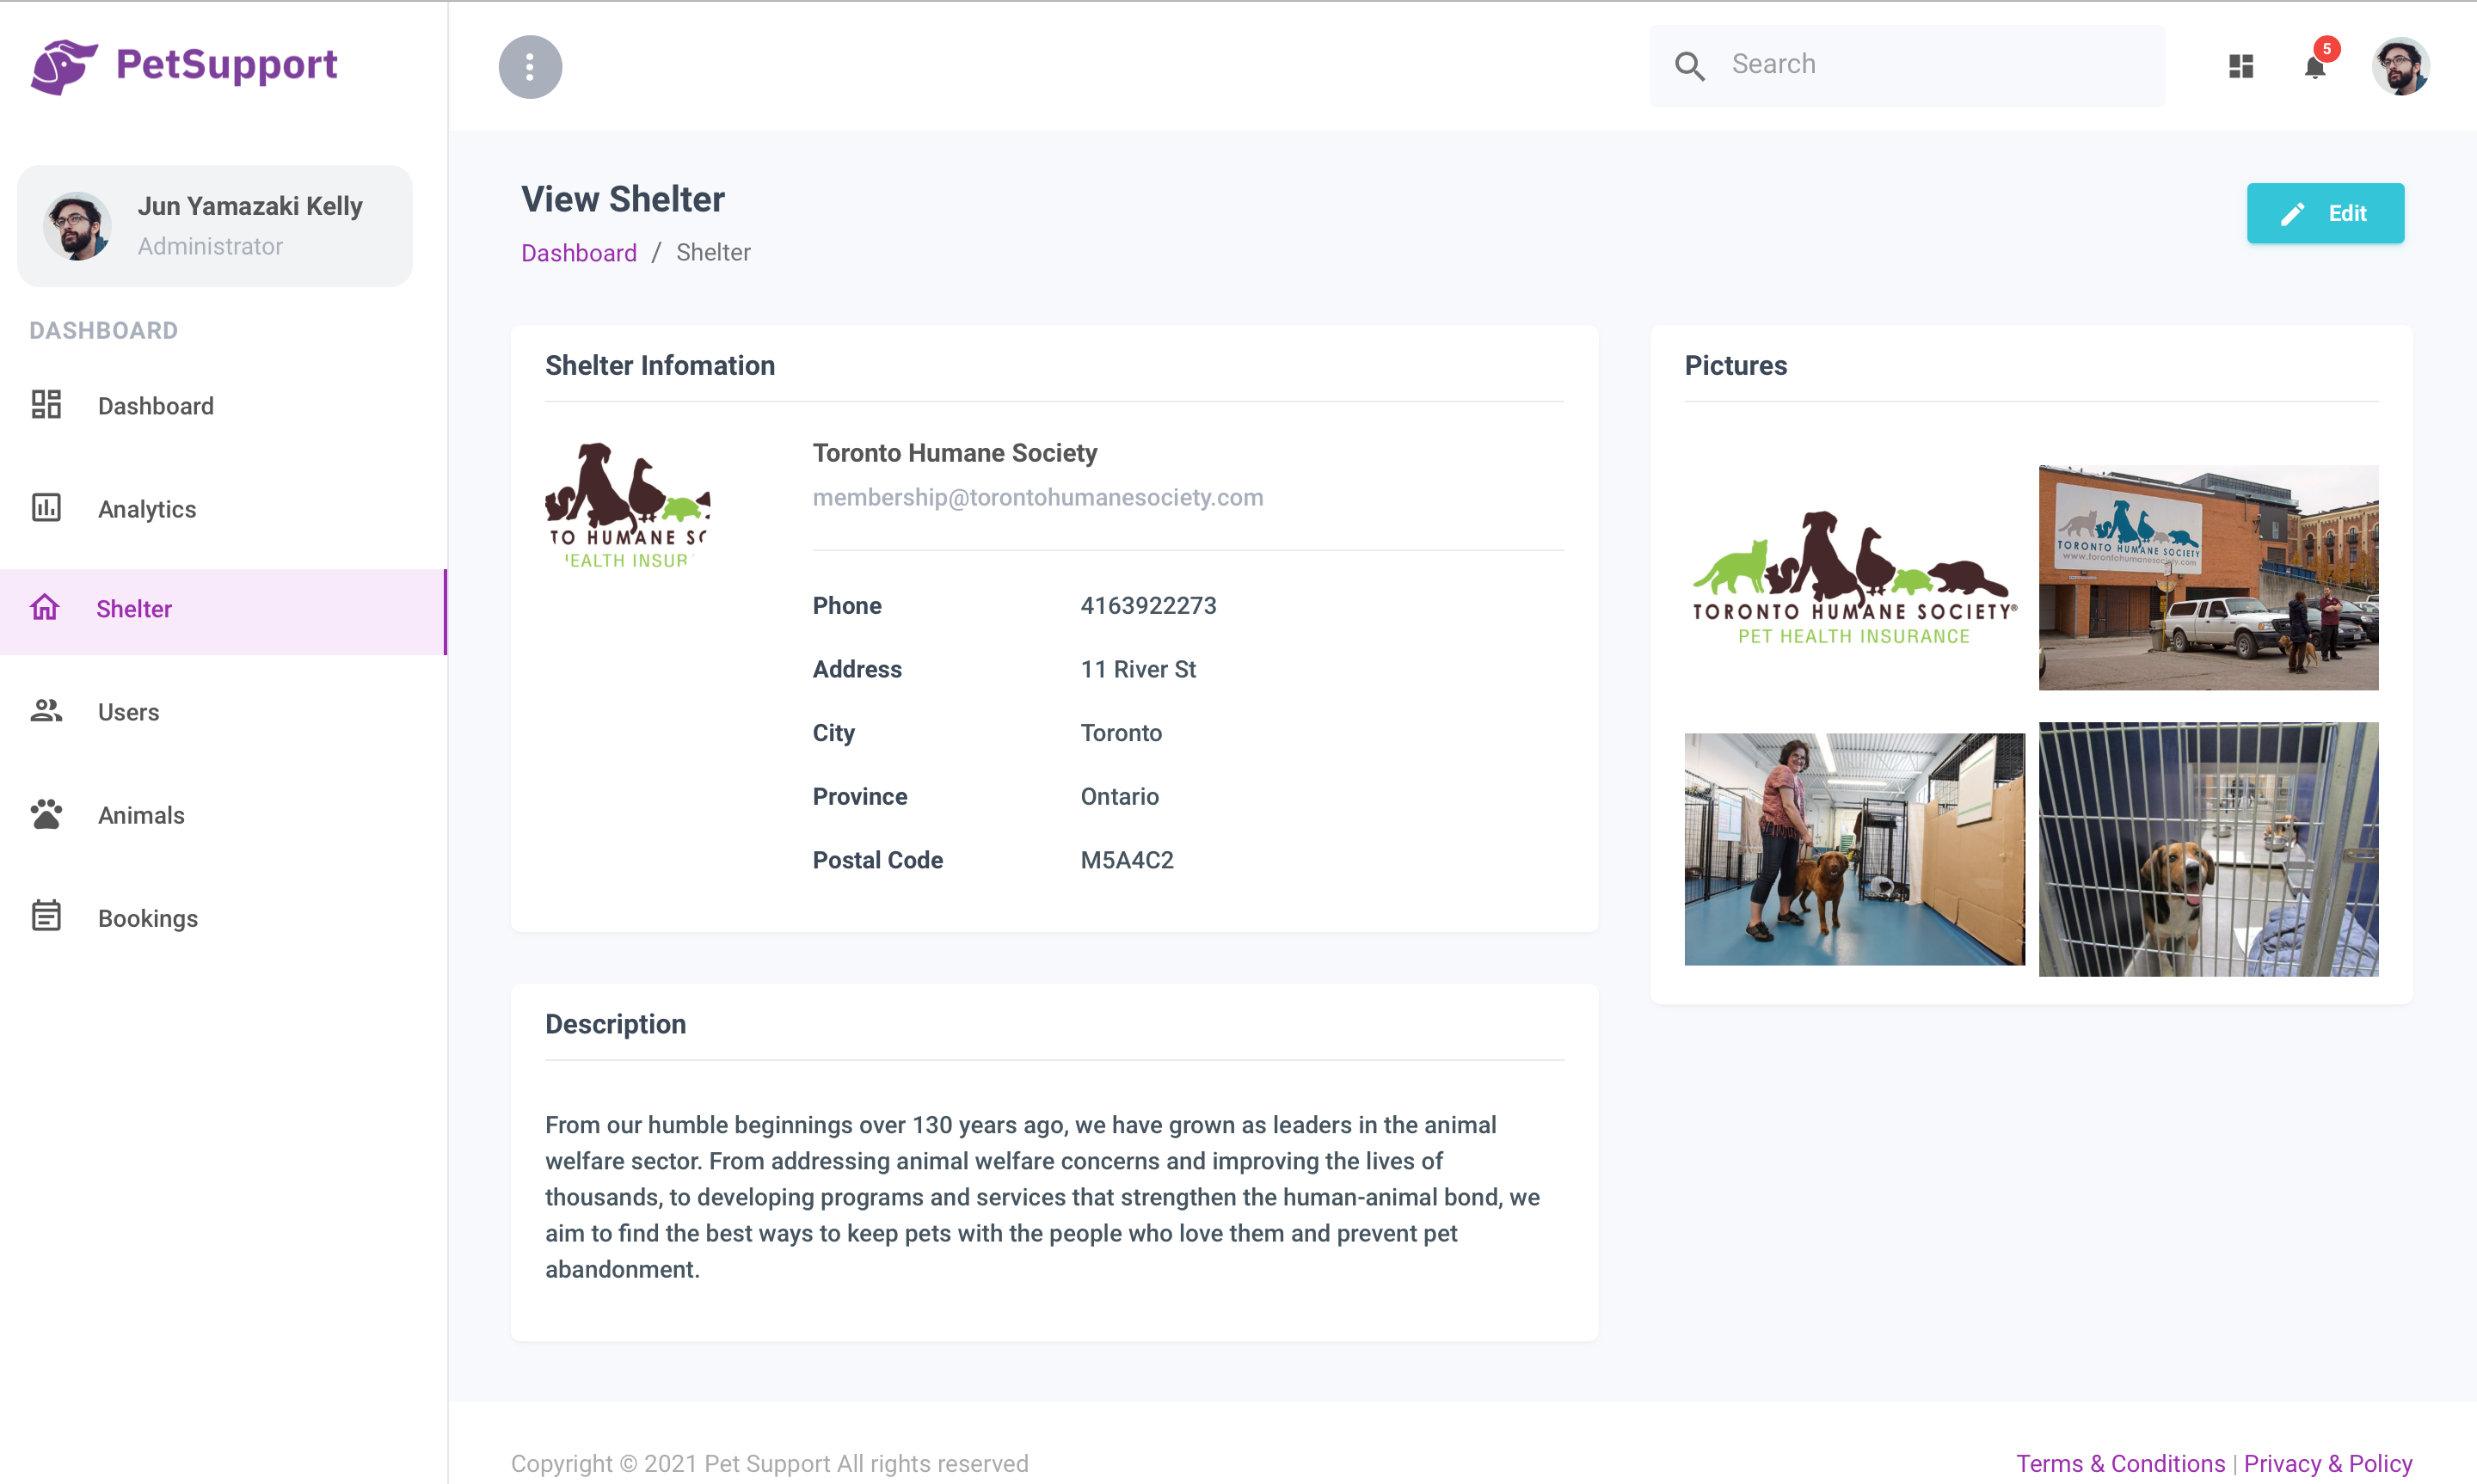 PetSupport
Search
5
Jun Yamazaki Kelly
Administrator
DASHBOARD
Dashboard
Analytics
Shelter
Users
Animals
Bookings
View Shelter
Dashboard / Shelter
Edit
Shelter Infomation
TO HUMANE SO
HEALTH INSUR
Toronto Humane Society
membership@torontohumanesociety.com
Phone 4163922273
Address 11 River St
City Toronto
Province Ontario
Postal Code M5A4C2
Pictures
TORONTO HUMANE SOCIETY®
PET HEALTH INSURANCE
TORONTO HUMANE SOCIETY
www.torontohumanesociety.com
Description
From our humble beginnings over 130 years ago, we have grown as leaders in the animal
welfare sector. From addressing animal welfare concerns and improving the lives of
thousands, to developing programs and services that strengthen the human-animal bond, we
aim to find the best ways to keep pets with the people who love them and prevent pet
abandonment.
Copyright © 2021 Pet Support All rights reserved
Terms & Conditions | Privacy & Policy